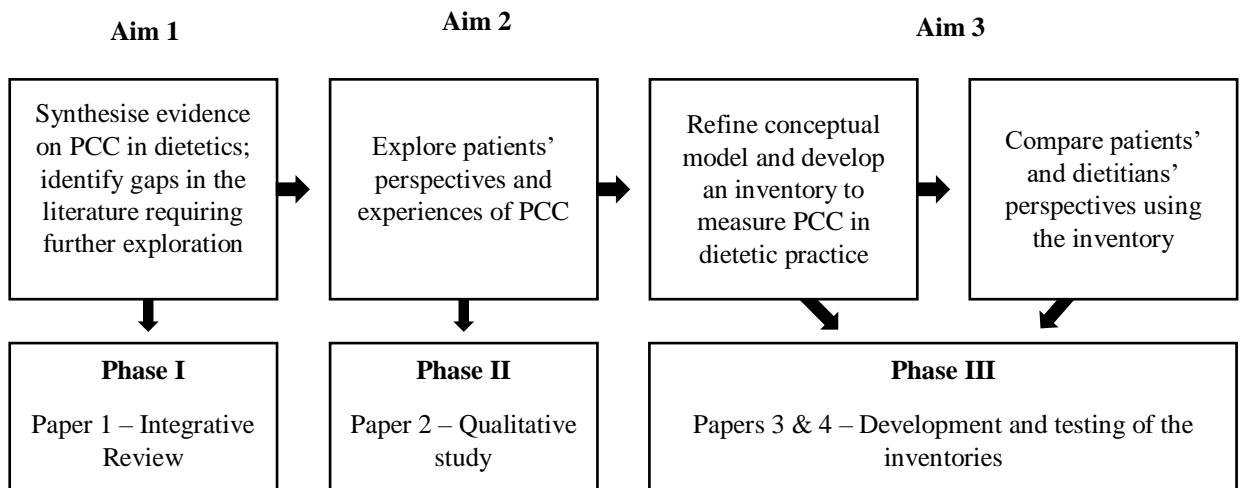 Aim 1
Aim 2
Aim 3
Synthesise evidence
on PCC in dietetics;
identify gaps in the
literature requiring
further exploration
Explore patients’
perspectives and
experiences of PCC
Refine conceptual
model and develop
an inventory to
measure PCC in
dietetic practice
Compare patients’
and dietitians’
perspectives using
the inventory
Phase I
Paper 1 – Integrative
Review
Phase II
Paper 2 – Qualitative
study
Phase III
Papers 3 & 4 – Development and testing of the
inventories